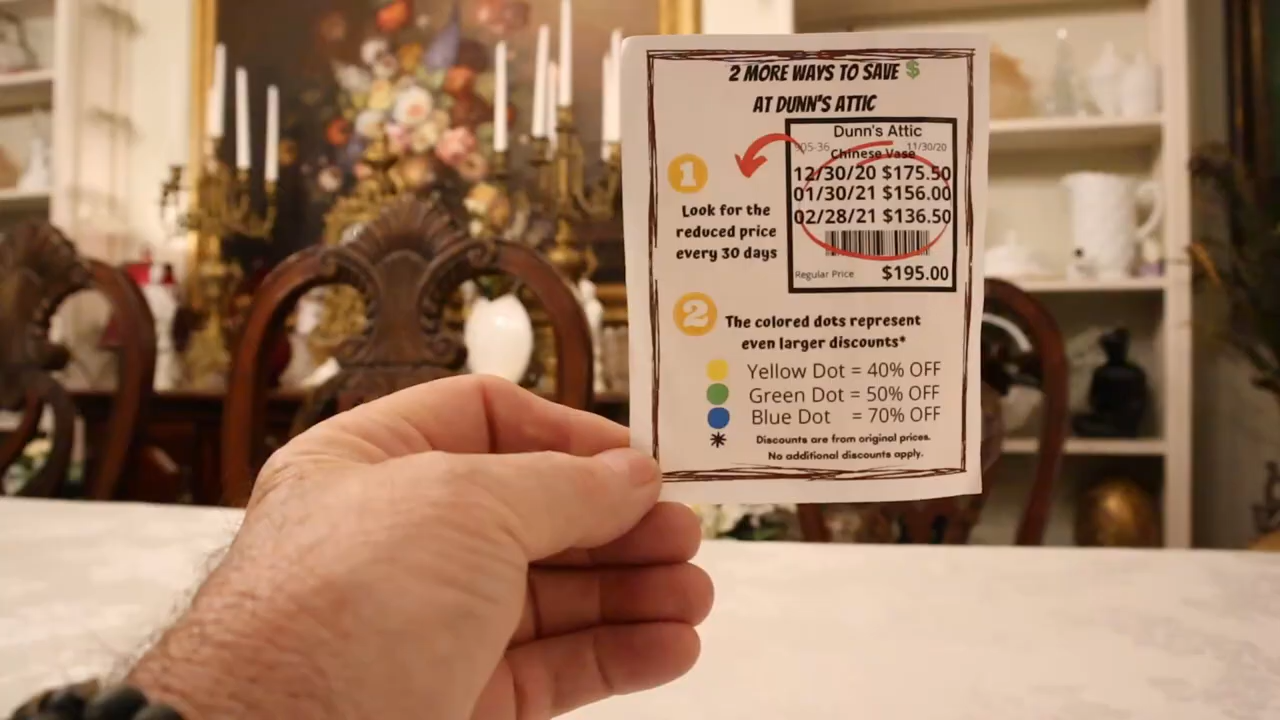 2 MORE WAYS TO SAVE $
AT DUNN'S ATTIC
1
Look for the
reduced price
every 30 days
Dunn's Attic
11/30/20
Chinese Vase
12/30/20 $175.50
01/30/21 $156.00
02/28/21 $136.50
Regular Price $195.00
2
The colored dots represent
even larger discounts*
Yellow Dot = 40% OFF
Green Dot = 50% OFF
Blue Dot = 70% OFF
* Discounts are from original prices.
No additional discounts apply.